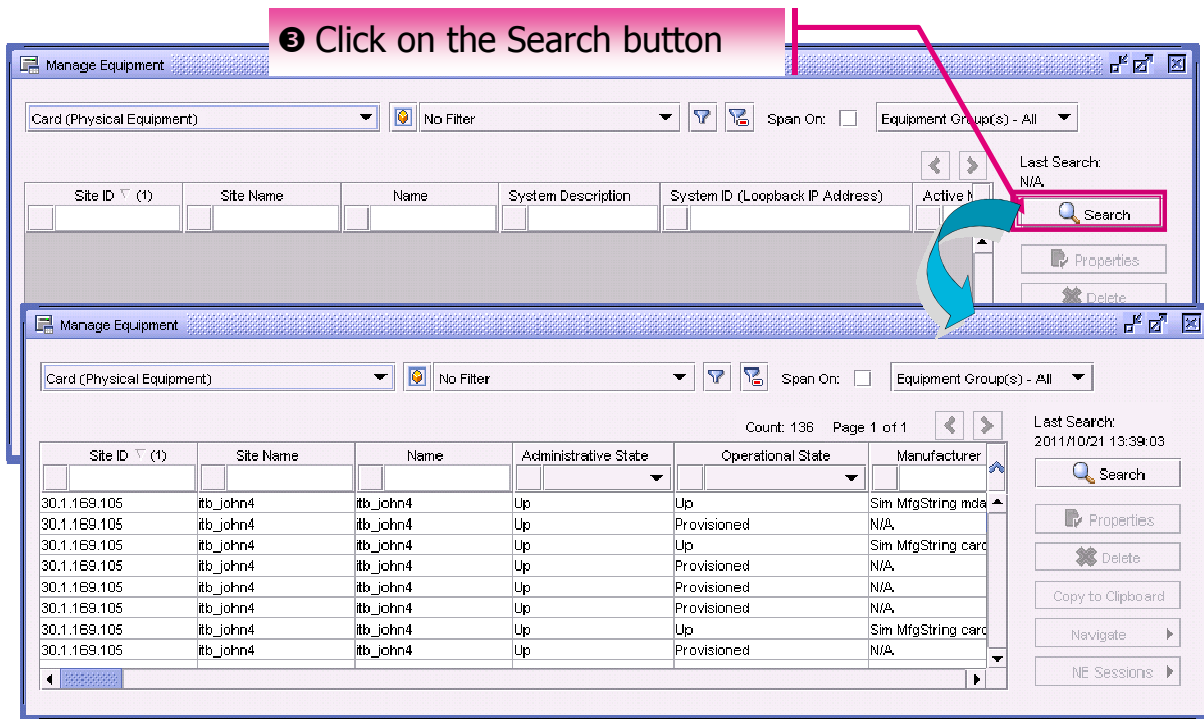 ❸ Click on the Search button
Manage Equipment
Card (Physical Equipment) No Filter Span On: Equipment Group(s) - All
Last Search:
N/A
Site ID (1) Site Name Name System Description System ID (Loopback IP Address) Active
Search
Properties
Delete
Manage Equipment
Card (Physical Equipment) No Filter Span On: Equipment Group(s) - All
Count: 136 Page 1 of 1
Last Search:
2011/10/21 13:39:03
Site ID (1) Site Name Name Administrative State Operational State Manufacturer
Search
30.1.169.105 itb_john4 itb_john4 Up Up Sim MfgString mda
30.1.169.105 itb_john4 itb_john4 Up Provisioned N/A
30.1.169.105 itb_john4 itb_john4 Up Up Sim MfgString card
30.1.169.105 itb_john4 itb_john4 Up Provisioned N/A
30.1.169.105 itb_john4 itb_john4 Up Provisioned N/A
30.1.169.105 itb_john4 itb_john4 Up Provisioned N/A
30.1.169.105 itb_john4 itb_john4 Up Up Sim MfgString card
30.1.169.105 itb_john4 itb_john4 Up Provisioned N/A
Properties
Delete
Copy to Clipboard
Navigate
NE Sessions